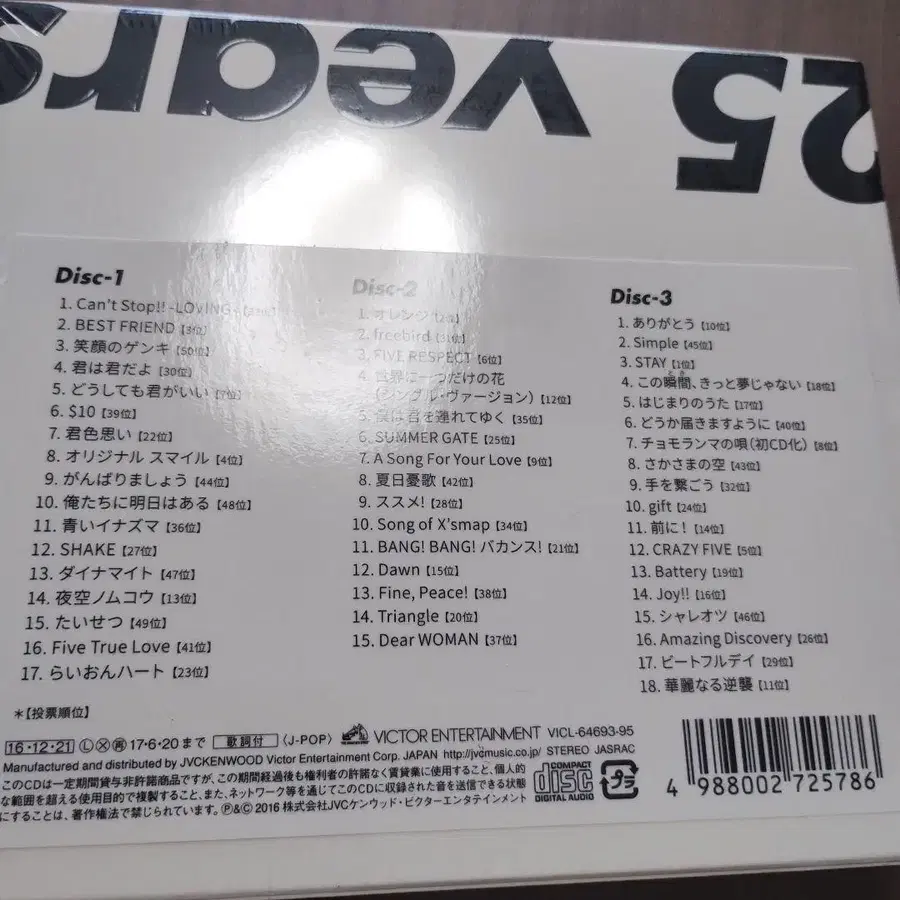 25 years
Disc-1
1. Can't Stop!! -LOVING-
2. BEST FRIEND【3位】
3. 笑顔のゲンキ【50位】
4. 君は君だよ【30位】
5. どうしても君がいい【7位】
6. $10【39位】
7. 君色思い【22位】
8. オリジナル スマイル【4位】
9. がんばりましょう【44位】
10. 俺たちに明日はある【48位】
11. 青いイナズマ【36位】
12. SHAKE【27位】
13. ダイナマイト【47位】
14. 夜空ノムコウ【13位】
15. たいせつ【49位】
16. Five True Love【41位】
17. らいおんハート【23位】
Disc-2
1. オレンジ【2位】
2. freebird【31位】
3. FIVE RESPECT【6位】
4. 世界に一つだけの花
(シングル・ヴァージョン)【12位】
5. 僕は君を連れてゆく【35位】
6. SUMMER GATE【25位】
7. A Song For Your Love【9位】
8. 夏日憂歌【42位】
9. ススメ!【28位】
10. Song of X'smap【34位】
11. BANG! BANG! バカンス!【21位】
12. Dawn【15位】
13. Fine, Peace!【38位】
14. Triangle【20位】
15. Dear WOMAN【37位】
Disc-3
1. ありがとう【10位】
2. Simple【45位】
3. STAY【1位】
とき
4. この瞬間、きっと夢じゃない【18位】
5. はじまりのうた【17位】
6. どうか届きますように【40位】
7. チョモランマの唄(初CD化)【8位】
8. さかさまの空【43位】
9. 手を繋ごう【32位】
10. gift【24位】
11. 前に!【14位】
12. CRAZY FIVE【5位】
13. Battery【19位】
14. Joy!!【16位】
15. シャレオツ【46位】
16. Amazing Discovery【26位】
17. ビートフルデイ【29位】
18. 華麗なる逆襲【11位】
*【投票順位】
16・12・21 Ⓛ Ⓧ 再 17・6・20 まで 歌詞付 〈J-POP〉 VICTOR ENTERTAINMENT VICL-64693-95
Manufactured and distributed by JVCKENWOOD Victor Entertainment Corp. JAPAN http://jvcmusic.co.jp/ STEREO JASRAC
このCDは一定期間貸与非許諾商品ですが、この期間経過後も権利者の許諾なく賃貸業に使用すること、個人的
な範囲を超える使用目的で複製すること、また、ネットワーク等を通じてこのCDに収録された音を送信できる状態
にすることは、著作権法で禁じられています。Ⓟ&Ⓒ 2016 株式会社JVCケンウッド・ビクターエンタテインメント
COMPACT
disc
DIGITAL AUDIO
プラ
4 988002 725786